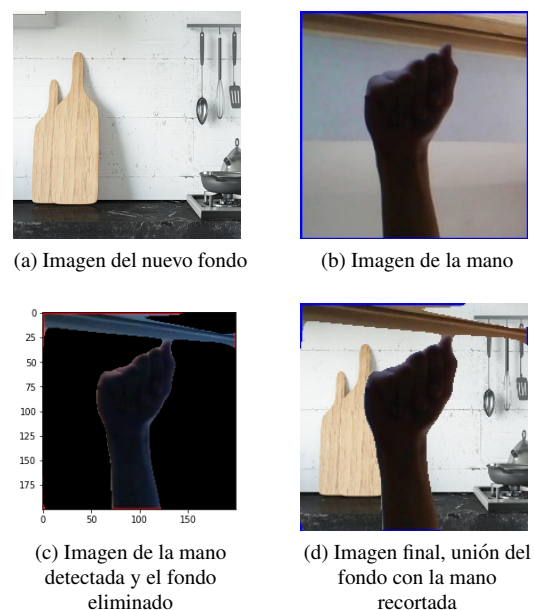 (a) Imagen del nuevo fondo
(b) Imagen de la mano
0
25
50
75
100
125
150
175
0 50 100 150
(c) Imagen de la mano
detectada y el fondo
eliminado
(d) Imagen final, unión del
fondo con la mano
recortada